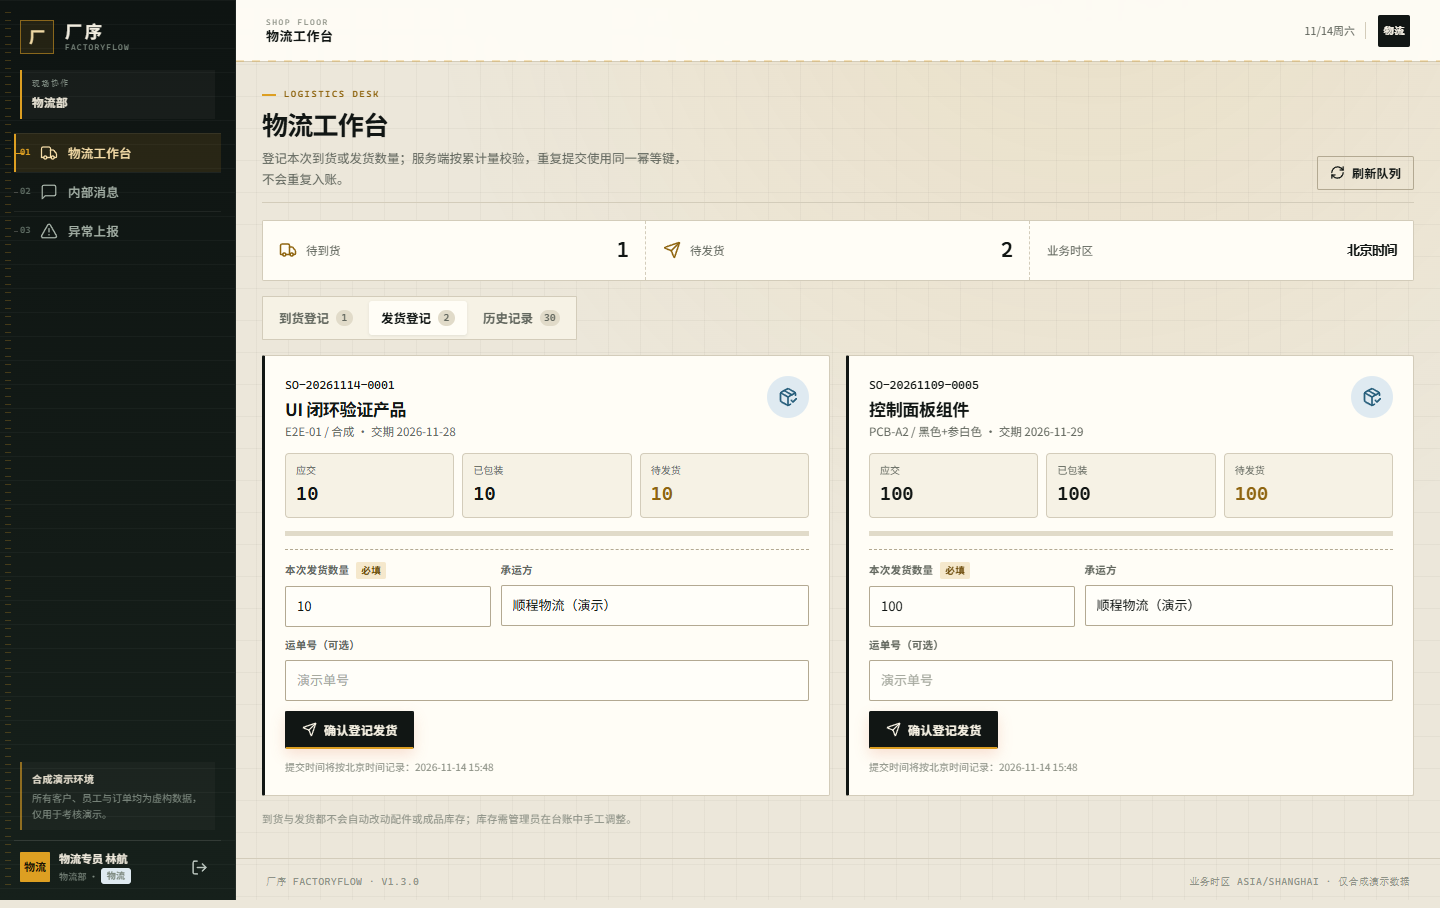 厂 厂序
FACTORYFLOW
现场协作
物流部
01 物流工作台
02 内部消息
03 异常上报
合成演示环境
所有客户、员工与订单均为虚构数据，
仅用于考核演示。
物流 物流专员 林航
物流部 • 物流
SHOP FLOOR
物流工作台
11/14周六 物流
LOGISTICS DESK
物流工作台
登记本次到货或发货数量；服务端按累计量校验，重复提交使用同一幂等键，
不会重复入账。
刷新队列
待到货 1
待发货 2
业务时区 北京时间
到货登记 1 发货登记 2 历史记录 30
SO-20261114-0001
UI 闭环验证产品
E2E-01 / 合成 • 交期 2026-11-28
应交 已包装 待发货
10 10 10
本次发货数量 必填 承运方
10 顺程物流（演示）
运单号（可选）
演示单号
确认登记发货
提交时间将按北京时间记录：2026-11-14 15:48
SO-20261109-0005
控制面板组件
PCB-A2 / 黑色+参白色 • 交期 2026-11-29
应交 已包装 待发货
100 100 100
本次发货数量 必填 承运方
100 顺程物流（演示）
运单号（可选）
演示单号
确认登记发货
提交时间将按北京时间记录：2026-11-14 15:48
到货与发货都不会自动改动配件或成品库存；库存需管理员在台账中手工调整。
厂序 FACTORYFLOW · V1.3.0
业务时区 ASIA/SHANGHAI · 仅合成演示数据